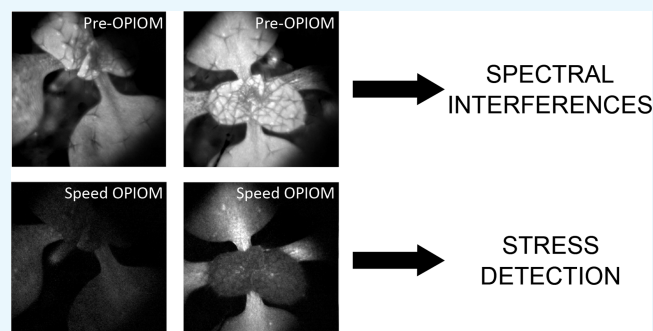 Pre-OPIOM
Pre-OPIOM
SPECTRAL
INTERFERENCES
Speed OPIOM
Speed OPIOM
STRESS
DETECTION